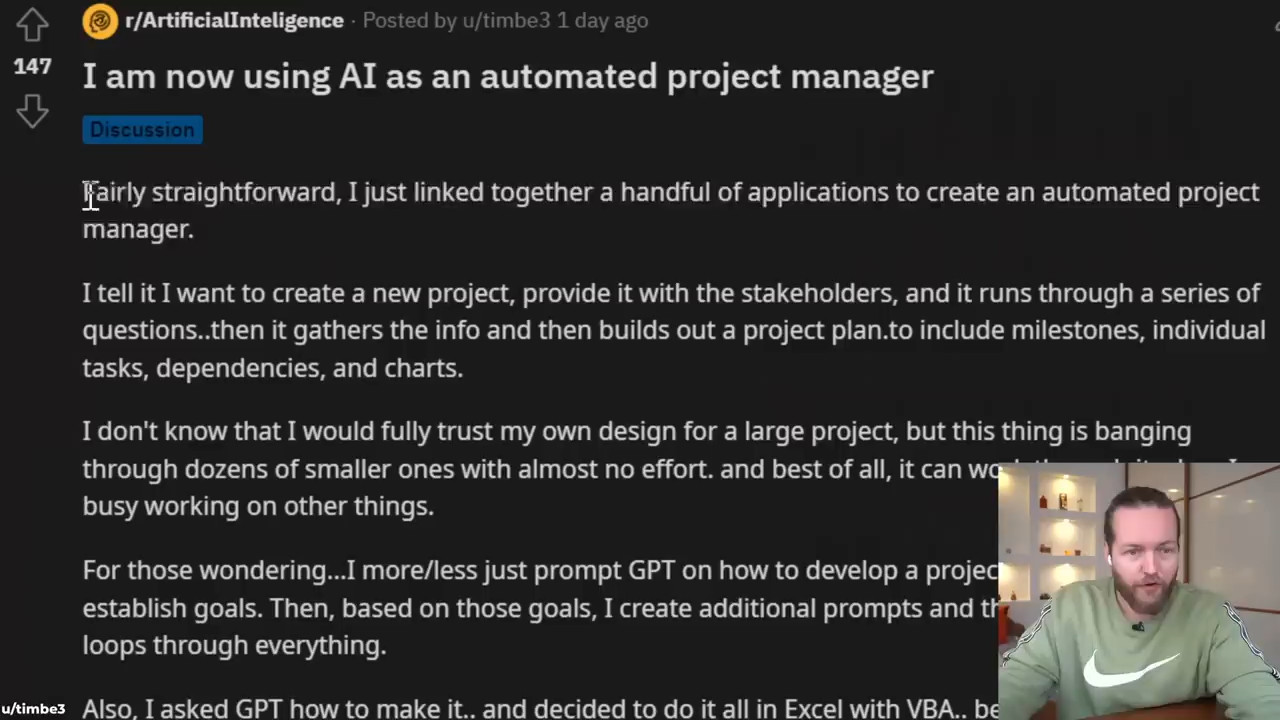 r/ArtificialInteligence · Posted by u/timbe3 1 day ago
147
I am now using AI as an automated project manager
Discussion
Fairly straightforward, I just linked together a handful of applications to create an automated project
manager.
I tell it I want to create a new project, provide it with the stakeholders, and it runs through a series of
questions..then it gathers the info and then builds out a project plan.to include milestones, individual
tasks, dependencies, and charts.
I don't know that I would fully trust my own design for a large project, but this thing is banging
through dozens of smaller ones with almost no effort. and best of all, it can
busy working on other things.
For those wondering...I more/less just prompt GPT on how to develop a
establish goals. Then, based on those goals, I create additional prompts and
loops through everything.
u/timbe3
Also, I asked GPT how to make it.. and decided to do it all in Excel with VBA..